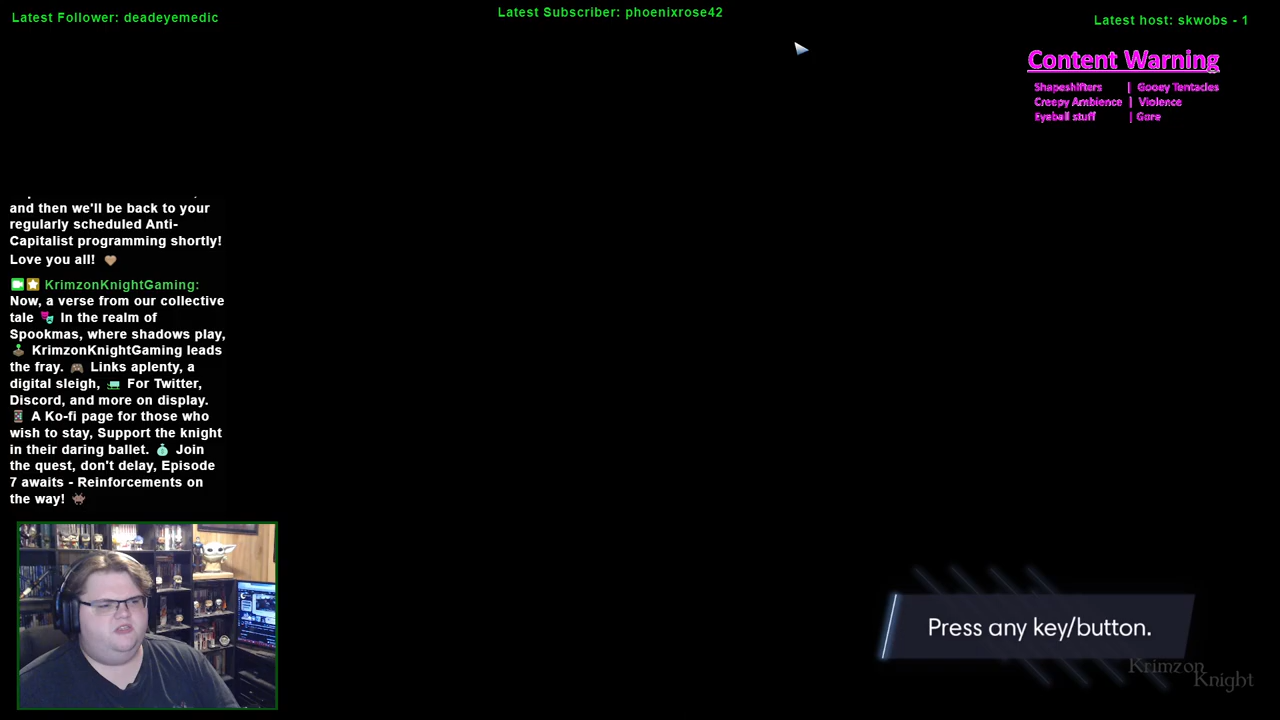 Latest Follower: deadeyemedic
Latest Subscriber: phoenixrose42
Latest host: skwobs - 1
Content Warning
Shapeshifters | Gooey Tentacles
Creepy Ambience | Violence
Eyeball stuff | Gore
and then we'll be back to your
regularly scheduled Anti-
Capitalist programming shortly!
Love you all! 🤎
KrimzonKnightGaming:
Now, a verse from our collective
tale 🎭 In the realm of
Spookmas, where shadows play,
🕹️ KrimzonKnightGaming leads
the fray. 🎮 Links aplenty, a
digital sleigh, 🛷 For Twitter,
Discord, and more on display.
📱 A Ko-fi page for those who
wish to stay, Support the knight
in their daring ballet. 💰 Join
the quest, don't delay, Episode
7 awaits - Reinforcements on
the way! 👾
Press any key/button.
Krimzon
Knight